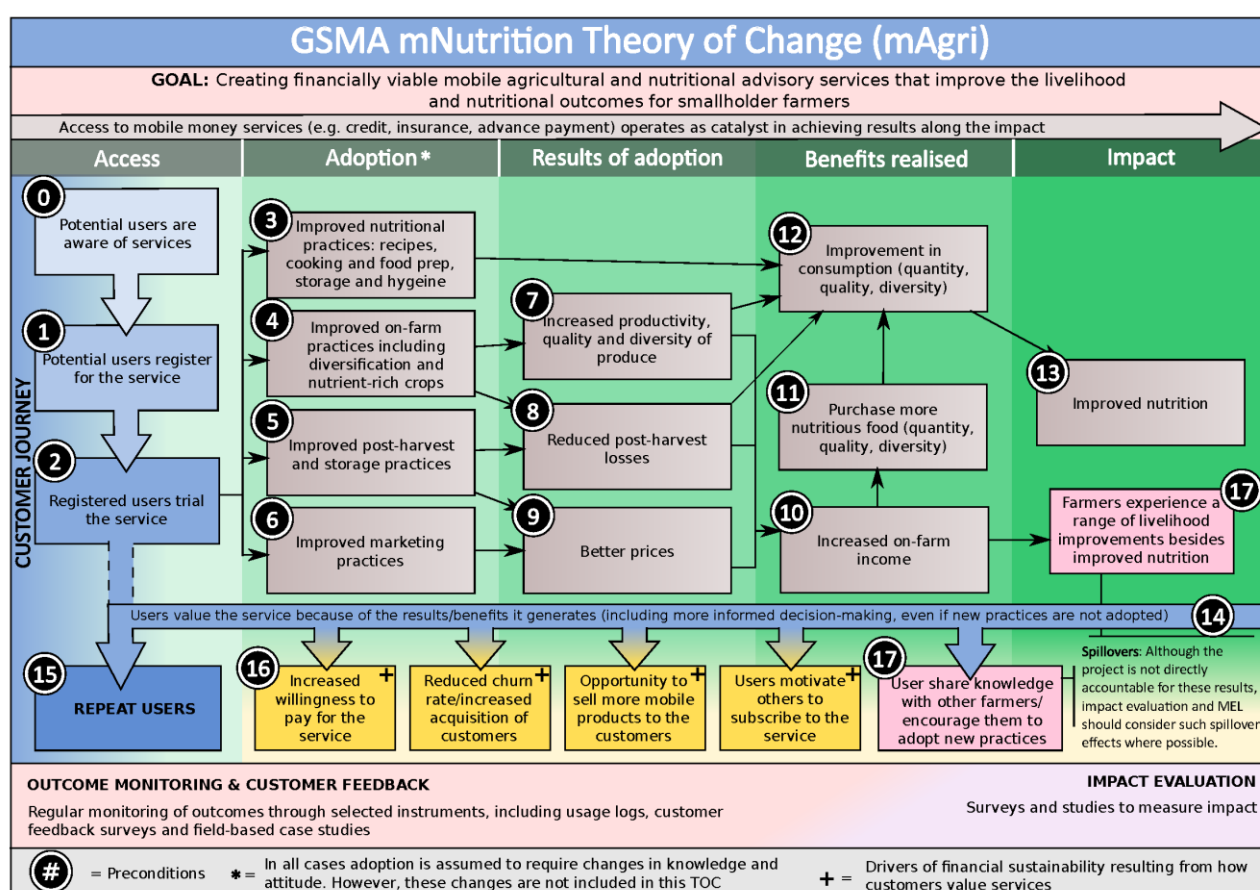 GSMA mNutrition Theory of Change (mAgri)
GOAL: Creating financially viable mobile agricultural and nutritional advisory services that improve the livelihood
and nutritional outcomes for smallholder farmers
Access to mobile money services (e.g. credit, insurance, advance payment) operates as catalyst in achieving results along the impact
Access
Adoption *
Results of adoption
Benefits realised
Impact
CUSTOMER JOURNEY
0
Potential users are
aware of services
1
Potential users register
for the service
2
Registered users trial
the service
3
Improved nutritional
practices: recipes,
cooking and food prep,
storage and hygeine
4
Improved on-farm
practices including
diversification and
nutrient-rich crops
5
Improved post-harvest
and storage practices
6
Improved marketing
practices
7
Increased productivity,
quality and diversity of
produce
8
Reduced post-harvest
losses
9
Better prices
12
Improvement in
consumption (quantity,
quality, diversity)
11
Purchase more
nutritious food (quantity,
quality, diversity)
10
Increased on-farm
income
13
Improved nutrition
17
Farmers experience a
range of livelihood
improvements besides
improved nutrition
Users value the service because of the results/benefits it generates (including more informed decision-making, even if new practices are not adopted)
14
15
REPEAT USERS
16
Increased
willingness to
pay for the
service
+
Reduced churn
rate/increased
acquisition of
customers
+
Opportunity to
sell more mobile
products to the
customers
+
Users motivate
others to
subscribe to the
service
+
17
User share knowledge
with other farmers/
encourage them to
adopt new practices
Spillovers: Although the
project is not directly
accountable for these results,
impact evaluation and MEL
should consider such spillover
effects where possible.
OUTCOME MONITORING & CUSTOMER FEEDBACK
Regular monitoring of outcomes through selected instruments, including usage logs, customer
feedback surveys and field-based case studies
IMPACT EVALUATION
Surveys and studies to measure impact
# = Preconditions
* = In all cases adoption is assumed to require changes in knowledge and
attitude. However, these changes are not included in this TOC
+ = Drivers of financial sustainability resulting from how
customers value services